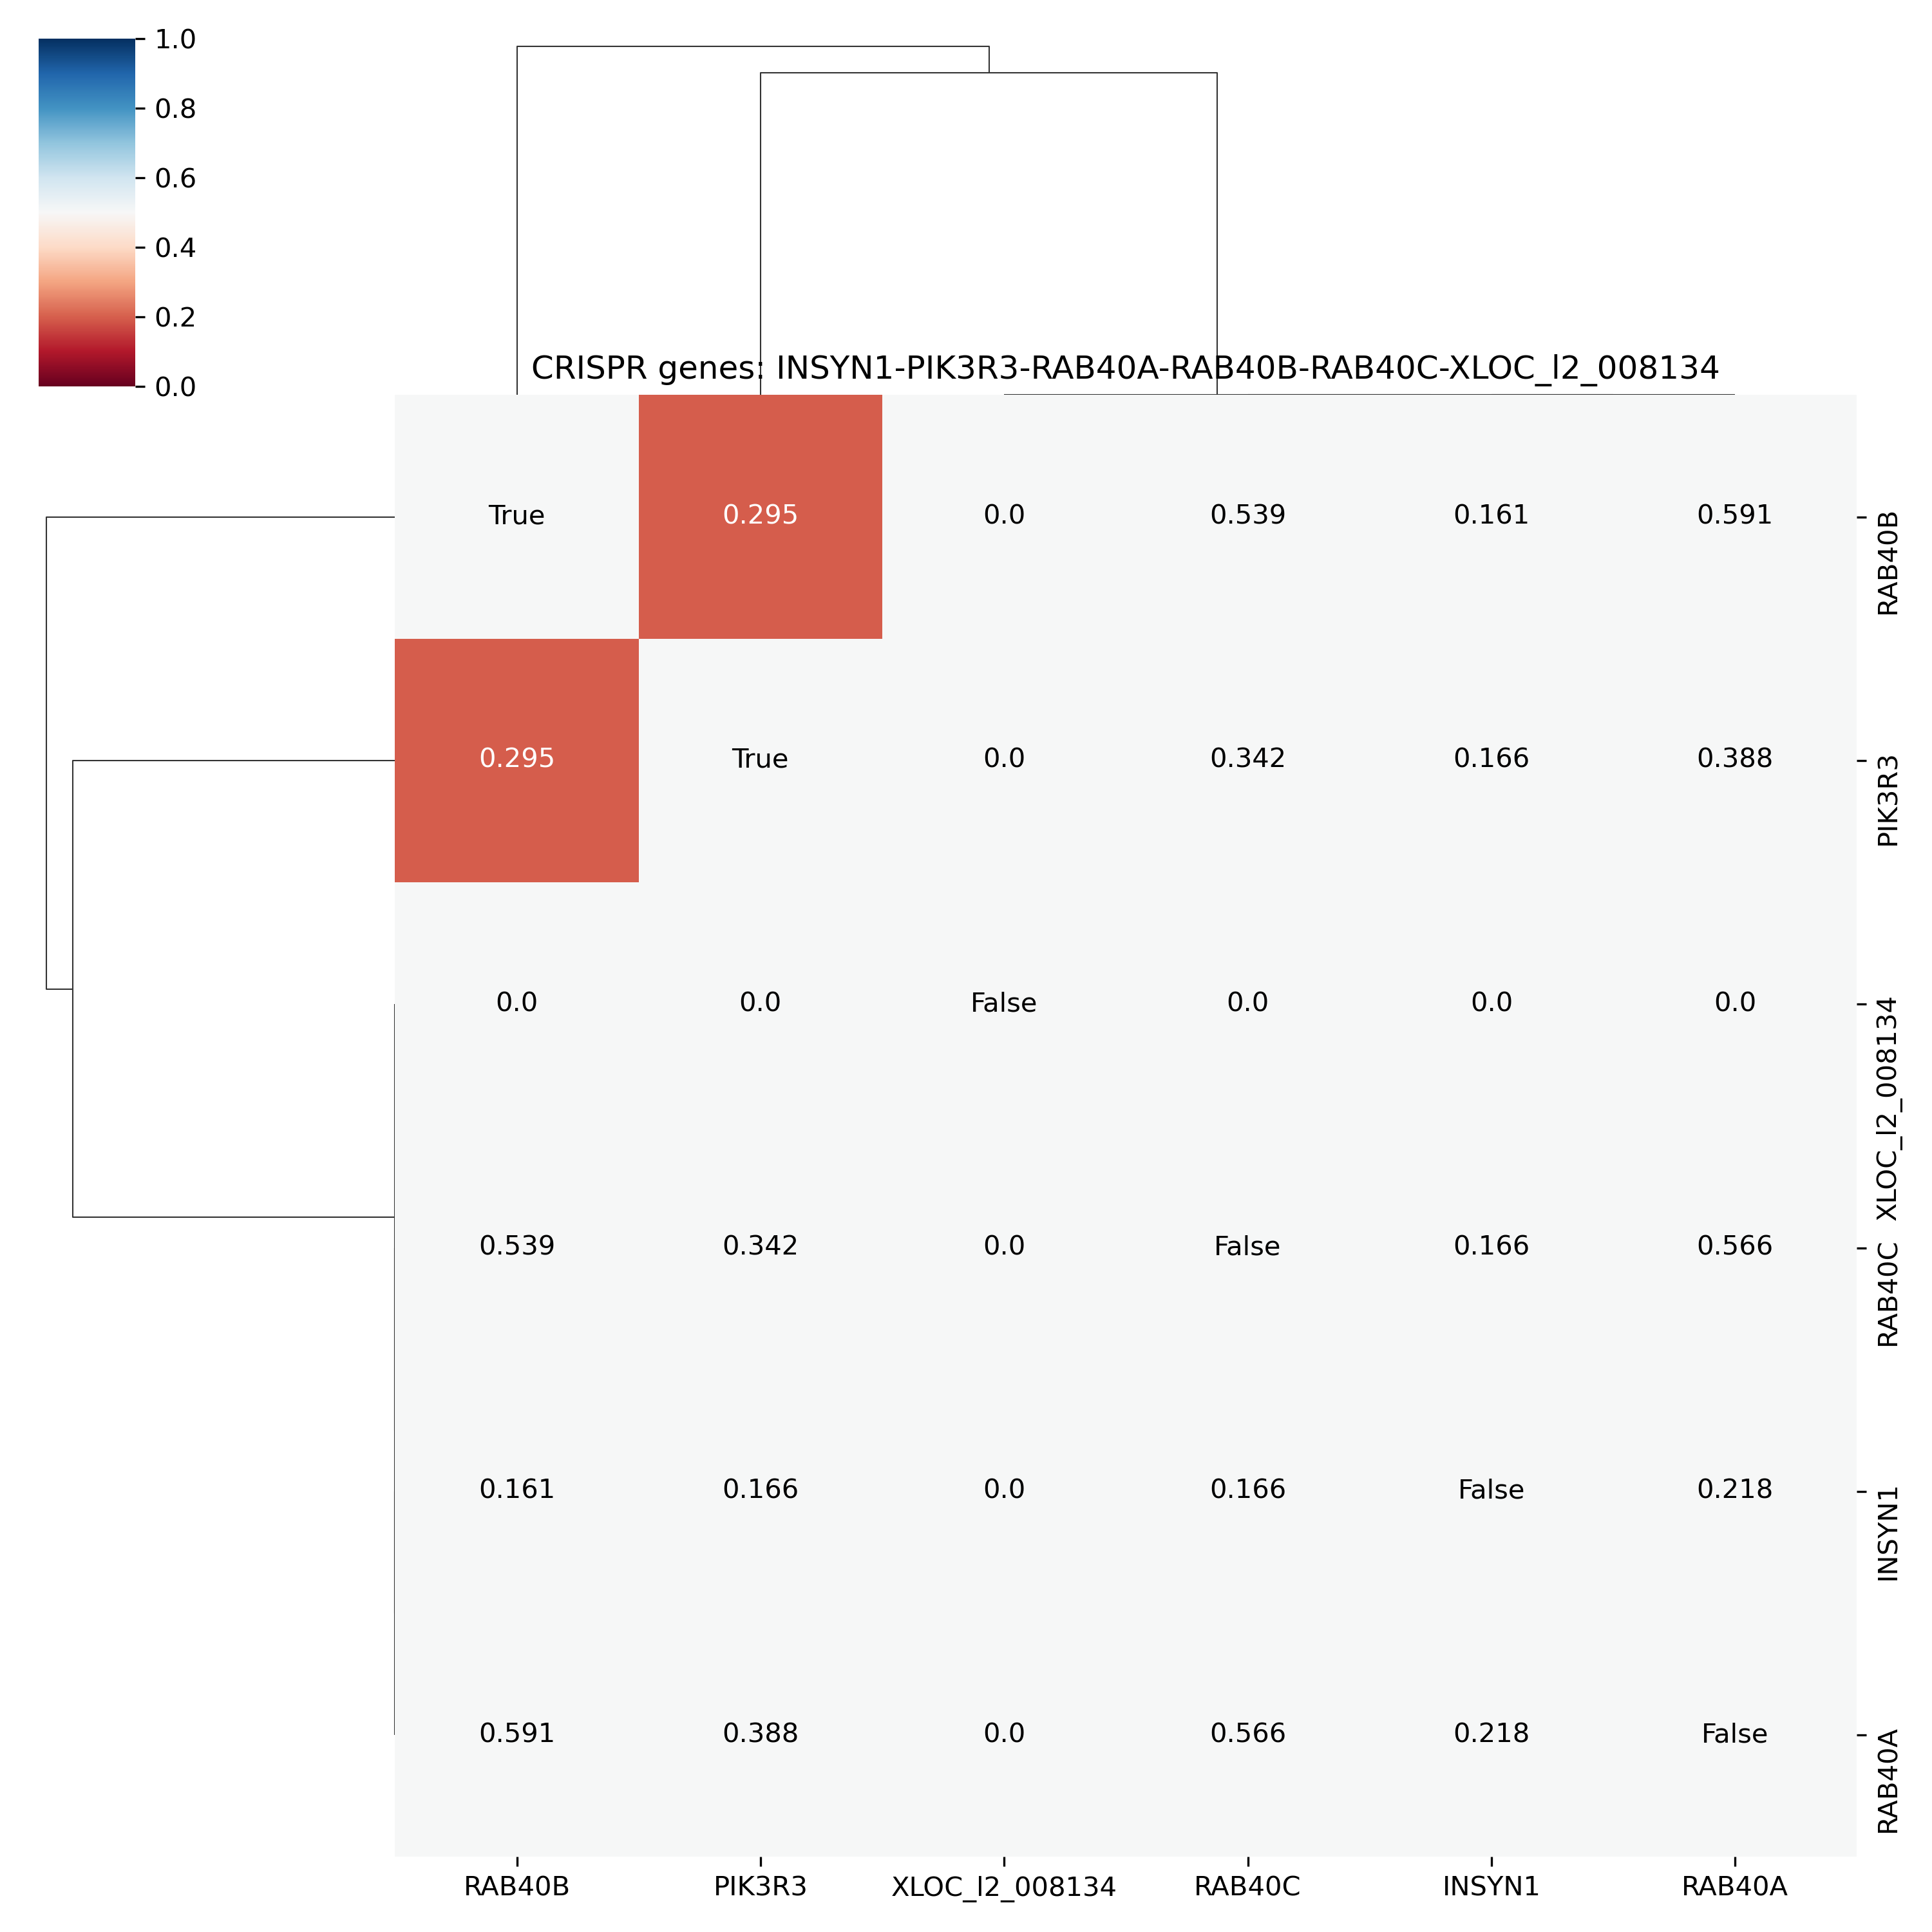 1.0
0.8
0.6
0.4
0.2
0.0
CRISPR genes: INSYN1-PIK3R3-RAB40A-RAB40B-RAB40C-XLOC_l2_008134
True 0.295 0.0 0.539 0.161 0.591
RAB40B
0.295 True 0.0 0.342 0.166 0.388
PIK3R3
0.0 0.0 False 0.0 0.0 0.0
XLOC_l2_008134
0.539 0.342 0.0 False 0.166 0.566
RAB40C
0.161 0.166 0.0 0.166 False 0.218
INSYN1
0.591 0.388 0.0 0.566 0.218 False
RAB40A
RAB40B PIK3R3 XLOC_l2_008134 RAB40C INSYN1 RAB40A